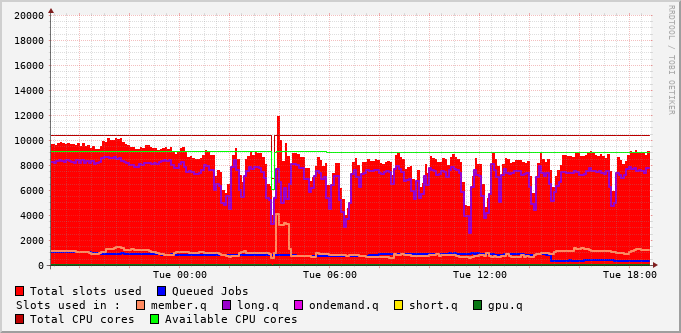 RRDTOOL / TOBI OETIKER
20000
18000
16000
14000
12000
10000
8000
6000
4000
2000
0
Tue 00:00 Tue 06:00 Tue 12:00 Tue 18:00
Total slots used Queued Jobs
Slots used in : member.q long.q ondemand.q short.q gpu.q
Total CPU cores Available CPU cores